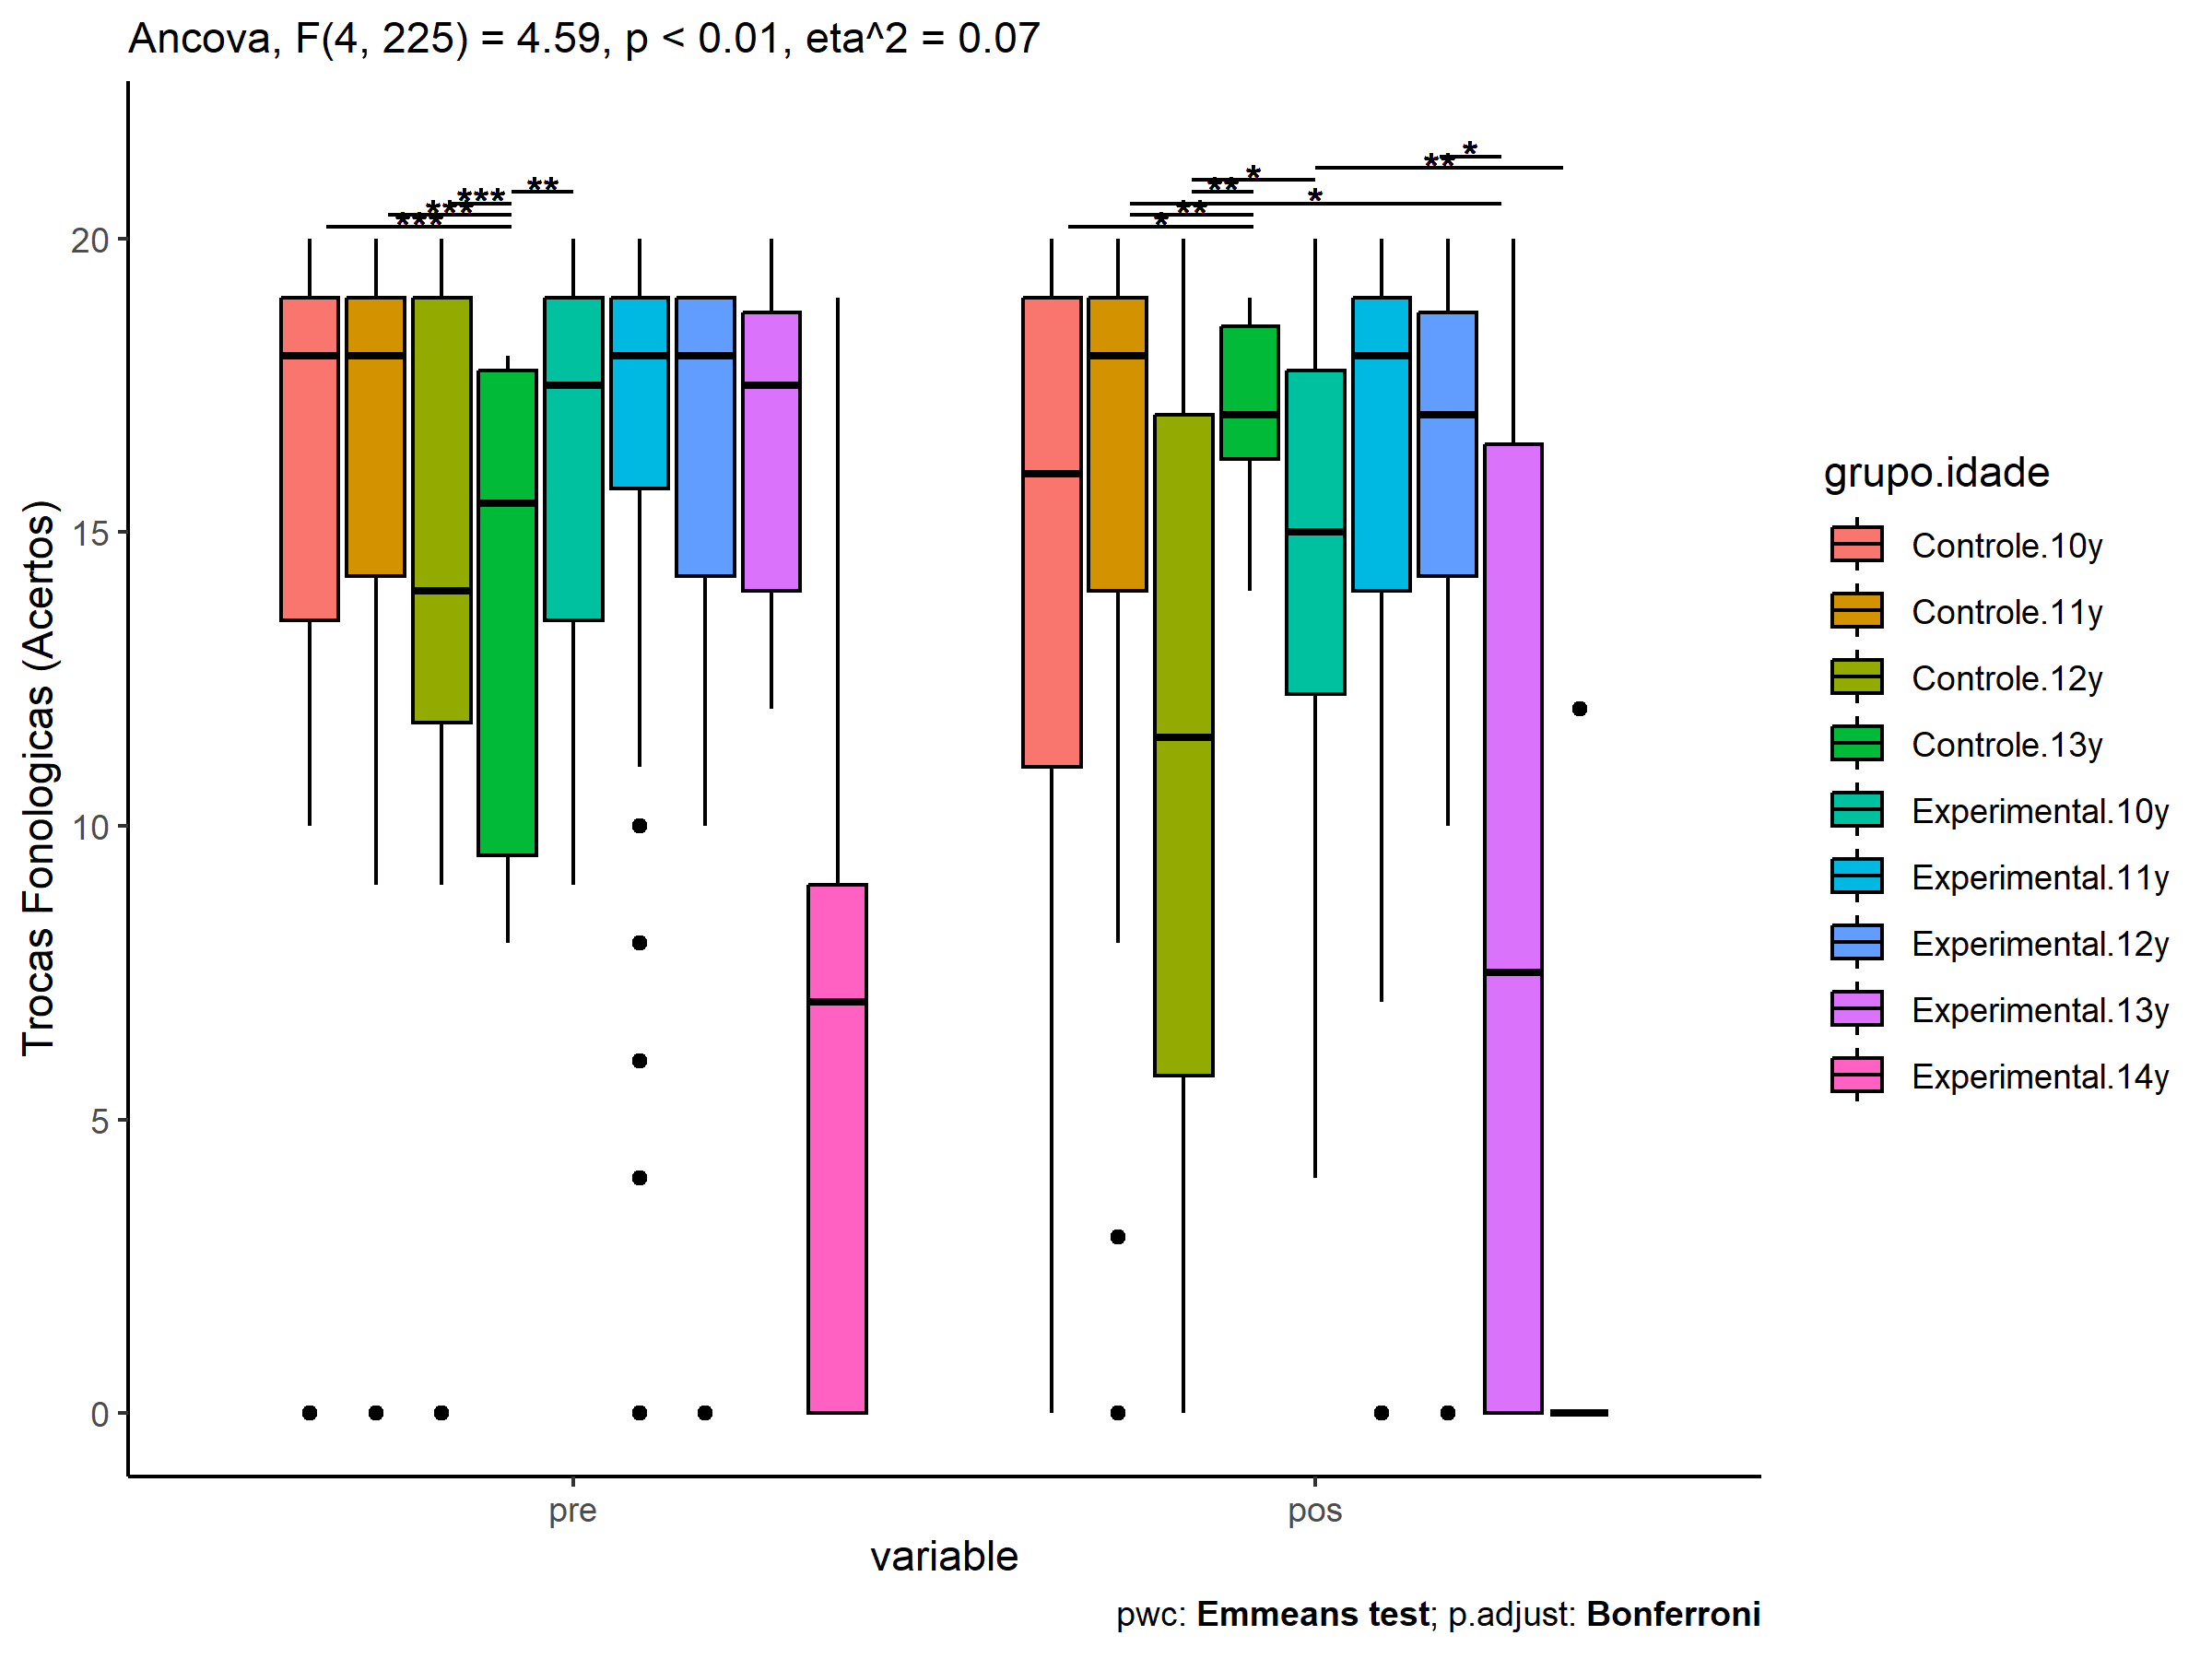 Ancova, F(4, 225) = 4.59, p < 0.01, eta^2 = 0.07
Trocas Fonologicas (Acertos)
20
15
10
5
0
***
***
***
**
*
**
*
**
*
**
*
pre
pos
variable
grupo.idade
Controle.10y
Controle.11y
Controle.12y
Controle.13y
Experimental.10y
Experimental.11y
Experimental.12y
Experimental.13y
Experimental.14y
pwc: Emmeans test; p.adjust: Bonferroni